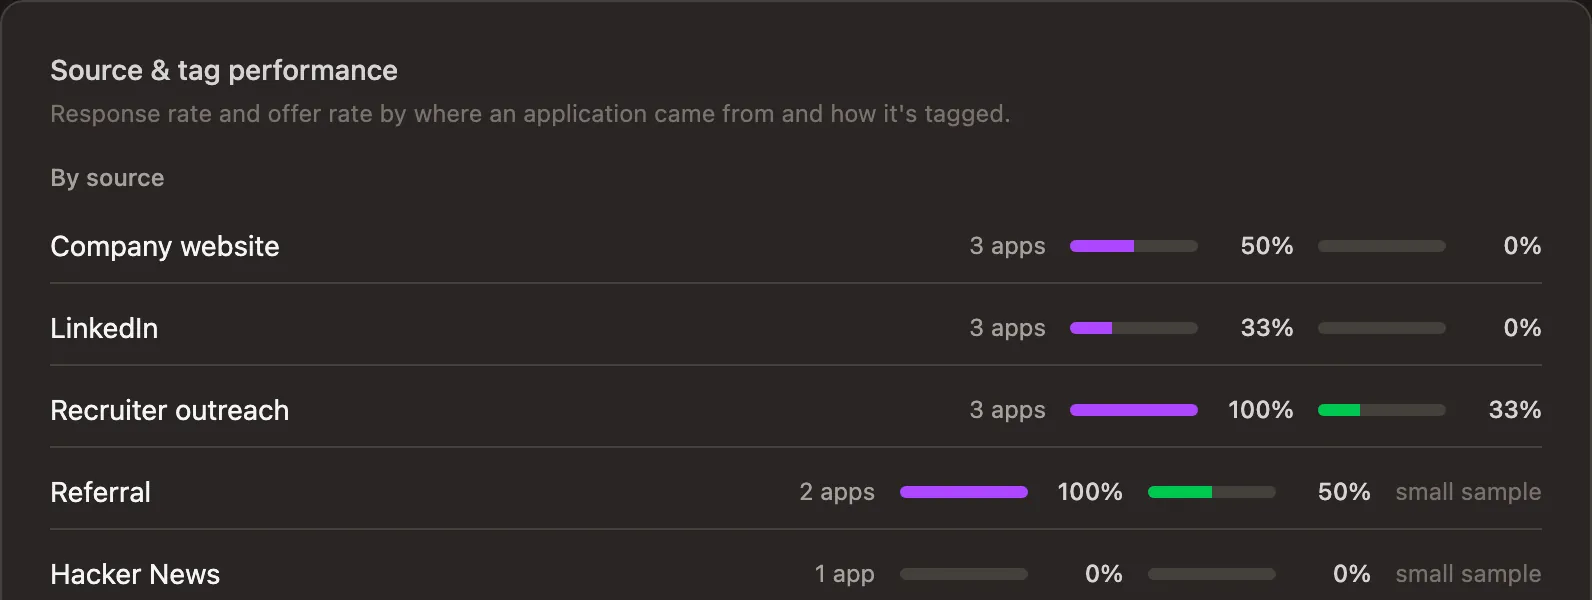 Source & tag performance
Response rate and offer rate by where an application came from and how it's tagged.
By source
Company website 3 apps 50% 0%
LinkedIn 3 apps 33% 0%
Recruiter outreach 3 apps 100% 33%
Referral 2 apps 100% 50% small sample
Hacker News 1 app 0% 0% small sample